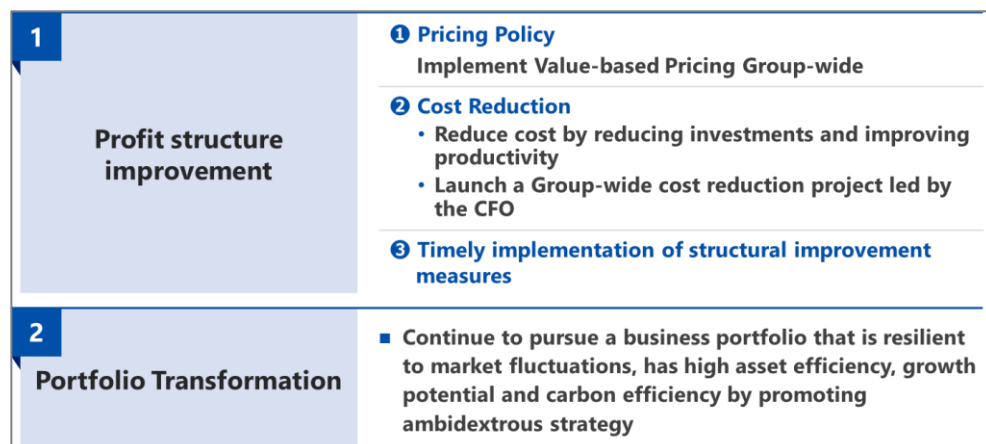 1
Profit structure
improvement
❶ Pricing Policy
Implement Value-based Pricing Group-wide
❷ Cost Reduction
• Reduce cost by reducing investments and improving
productivity
• Launch a Group-wide cost reduction project led by
the CFO
❸ Timely implementation of structural improvement
measures
2
Portfolio Transformation
■ Continue to pursue a business portfolio that is resilient
to market fluctuations, has high asset efficiency, growth
potential and carbon efficiency by promoting
ambidextrous strategy